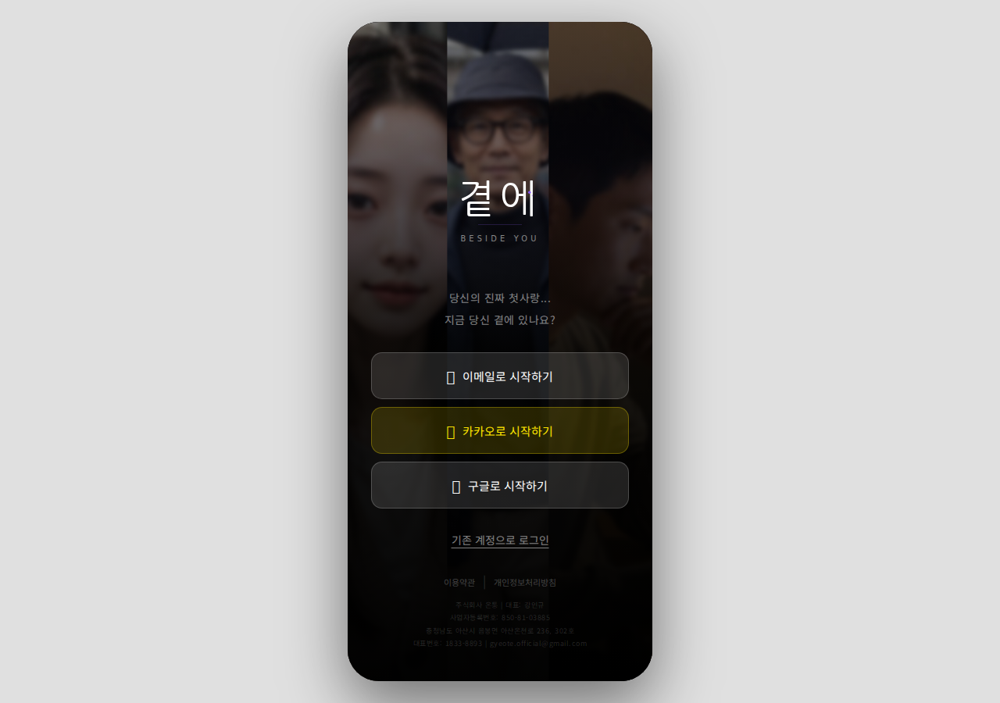 곁에
BESIDE YOU
당신의 진짜 첫사랑...
지금 당신 곁에 있나요?
이메일로 시작하기
카카오로 시작하기
구글로 시작하기
기존 계정으로 로그인
이용약관 | 개인정보처리방침
주식회사 은퉁 | 대표: 강언규
사업자등록번호: 850-81-03885
충청남도 아산시 음봉면 아산온천로 236, 302호
대표번호: 1833-6893 | gyeote.official@gmail.com